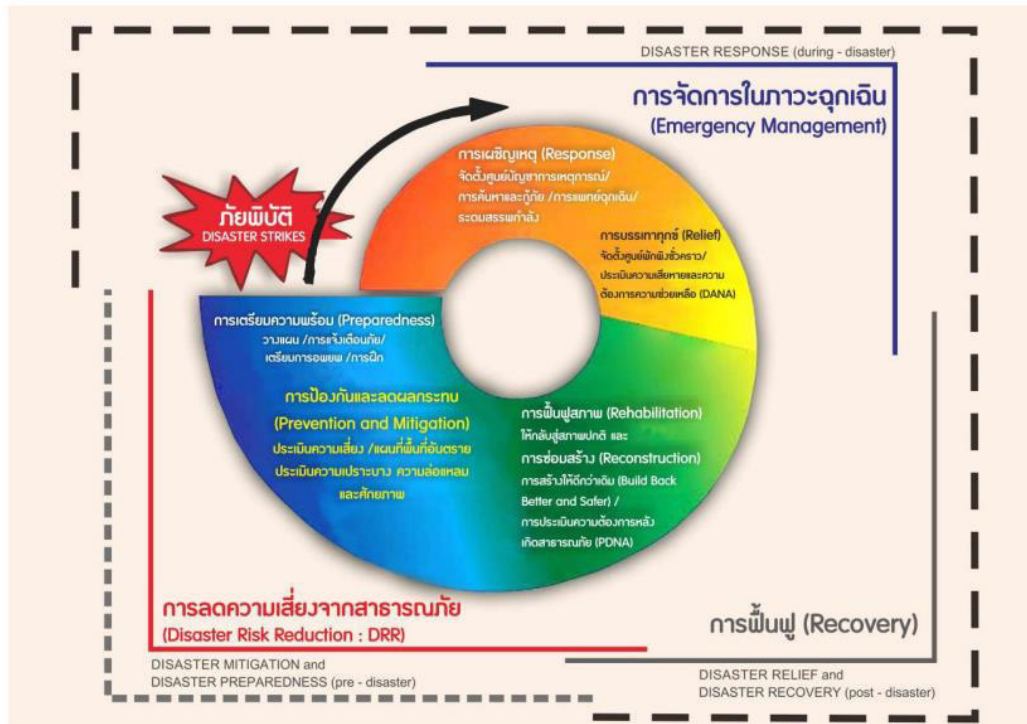 DISASTER RESPONSE (during - disaster)
การจัดการในภาวะฉุกเฉิน
(Emergency Management)
ภัยพิบัติ
DISASTER STRIKES
การเผชิญเหตุ (Response)
จัดตั้งศูนย์บัญชาการเหตุการณ์/
การค้นหาและกู้ภัย /การแพทย์ฉุกเฉิน/
ระดมสรรพกำลัง
การบรรเทาทุกข์ (Relief)
จัดตั้งศูนย์พักพิงชั่วคราว/
ประเมินความเสียหายและความ
ต้องการความช่วยเหลือ (DANA)
การเตรียมความพร้อม (Preparedness)
วางแผน /การแจ้งเตือนภัย/
เตรียมการอพยพ /การฝึก
การป้องกันและลดผลกระทบ
(Prevention and Mitigation)
ประเมินความเสี่ยง /แผนที่พื้นที่อันตราย
ประเมินความเปราะบาง ความล่อแหลม
และศักยภาพ
การฟื้นฟูสภาพ (Rehabilitation)
ให้กลับสู่สภาพปกติ และ
การซ่อมสร้าง (Reconstruction)
การสร้างให้ดีกว่าเดิม (Build Back
Better and Safer) /
การประเมินความต้องการหลัง
เกิดสาธารณภัย (PDNA)
การลดความเสี่ยงจากสาธารณภัย
(Disaster Risk Reduction : DRR)
DISASTER MITIGATION and
DISASTER PREPAREDNESS (pre - disaster)
การฟื้นฟู (Recovery)
DISASTER RELIEF and
DISASTER RECOVERY (post - disaster)